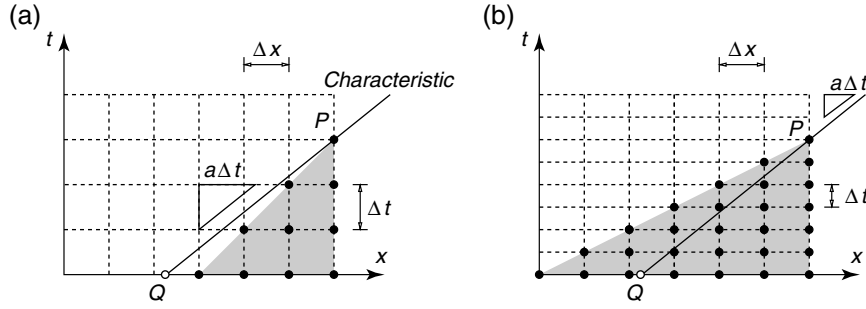 (a)
t
Δx
Characteristic
P
aΔt
Δt
x
Q
(b)
t
Δx
aΔt
P
Δt
x
Q